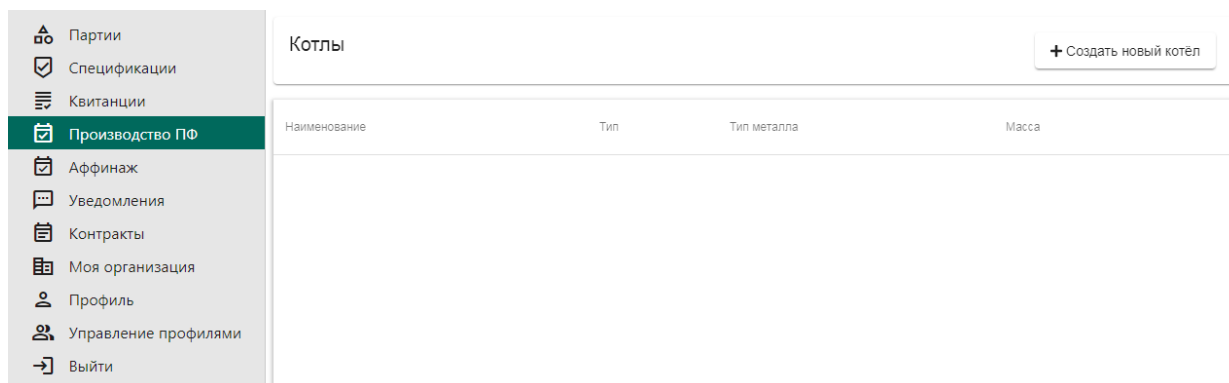 Партии
Спецификации
Квитанции
Производство ПФ
Аффинаж
Уведомления
Контракты
Моя организация
Профиль
Управление профилями
Выйти
Котлы
+ Создать новый котёл
Наименование Тип Тип металла Масса